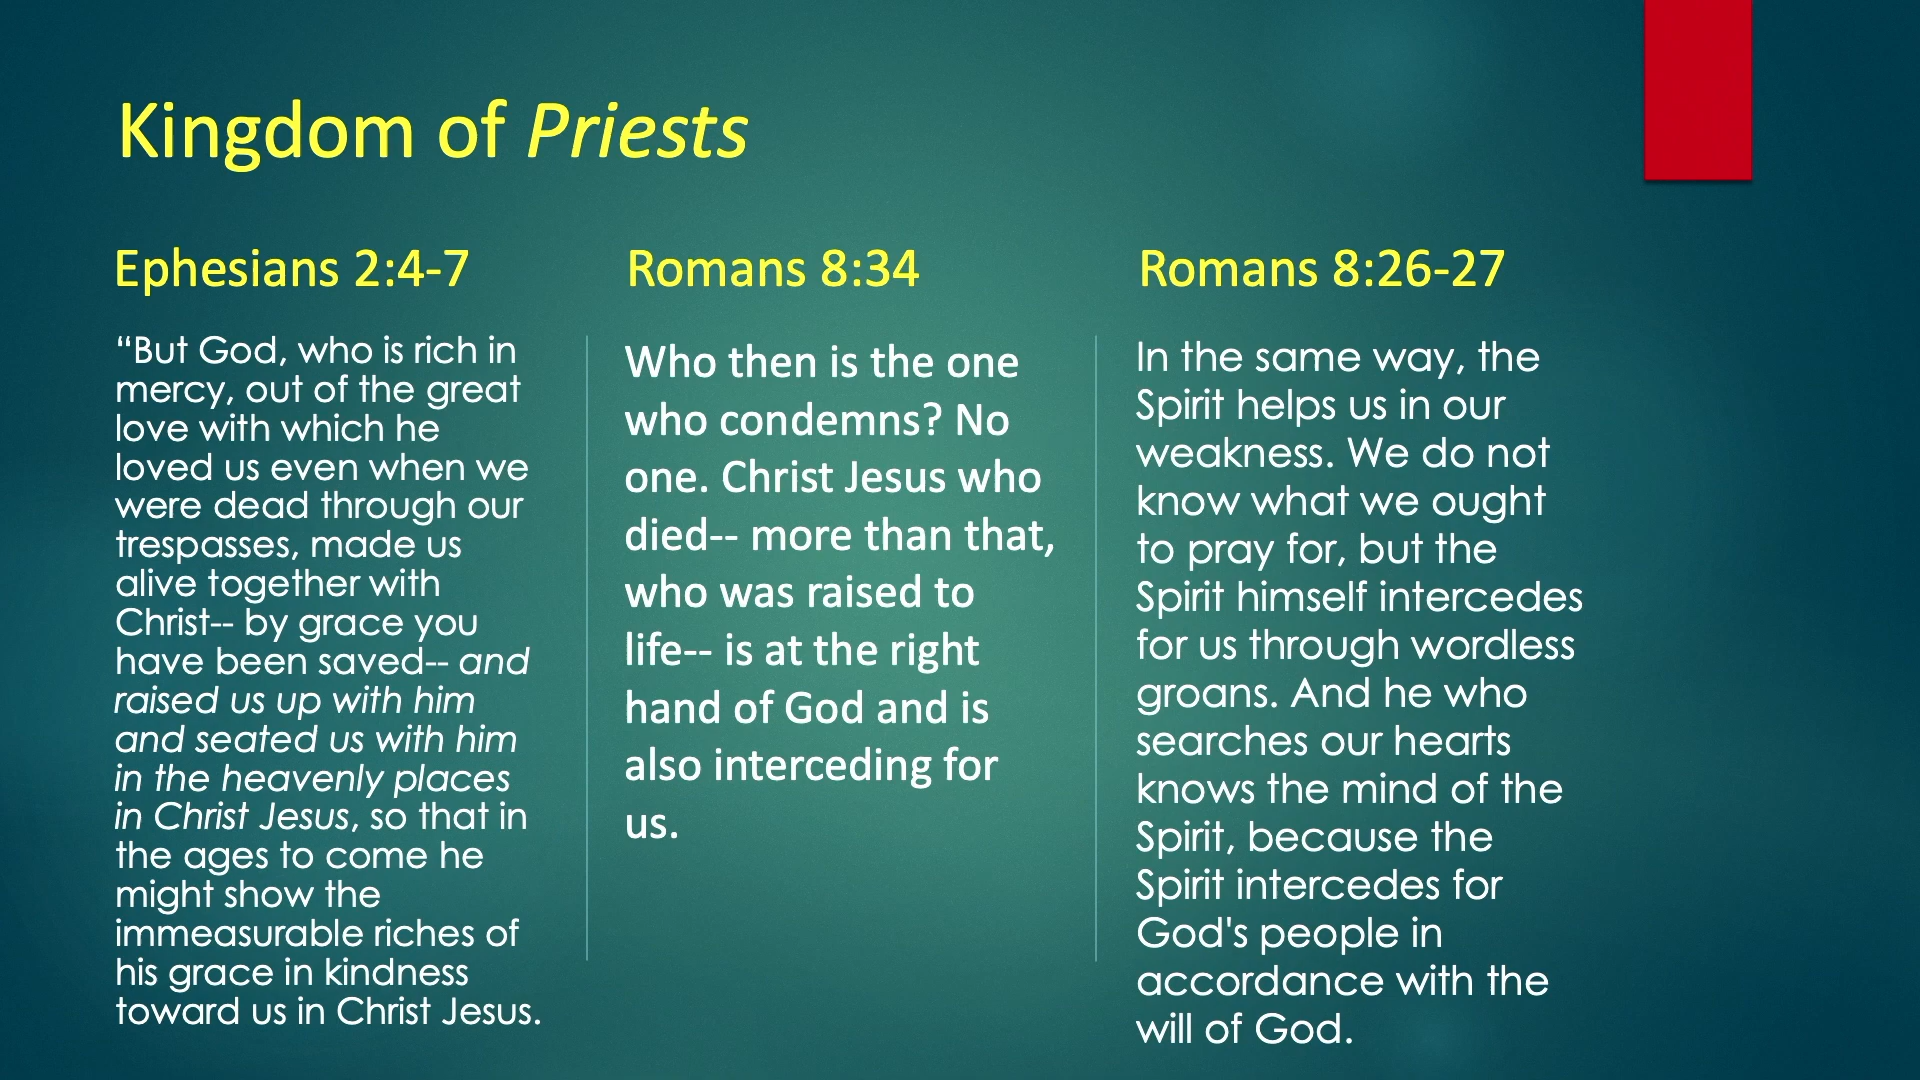 Kingdom of Priests
Ephesians 2:4-7
“But God, who is rich in
mercy, out of the great
love with which he
loved us even when we
were dead through our
trespasses, made us
alive together with
Christ-- by grace you
have been saved-- and
raised us up with him
and seated us with him
in the heavenly places
in Christ Jesus, so that in
the ages to come he
might show the
immeasurable riches of
his grace in kindness
toward us in Christ Jesus.
Romans 8:34
Who then is the one
who condemns? No
one. Christ Jesus who
died-- more than that,
who was raised to
life-- is at the right
hand of God and is
also interceding for
us.
Romans 8:26-27
In the same way, the
Spirit helps us in our
weakness. We do not
know what we ought
to pray for, but the
Spirit himself intercedes
for us through wordless
groans. And he who
searches our hearts
knows the mind of the
Spirit, because the
Spirit intercedes for
God's people in
accordance with the
will of God.